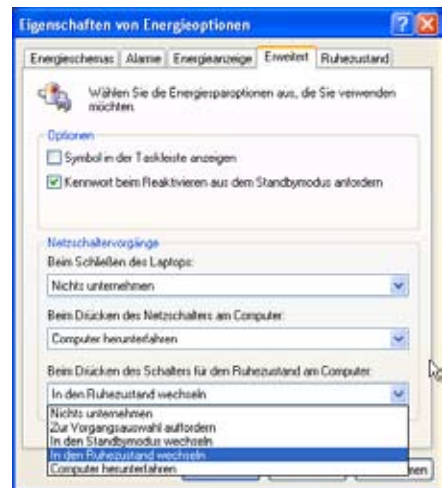 Eigenschaften von Energieoptionen
Energieschemas Alarme Energieanzeige Erweitert Ruhezustand
Wählen Sie die Energiesparoptionen aus, die Sie verwenden
möchten.
Optionen
Symbol in der Taskleiste anzeigen
Kennwort beim Reaktivieren aus dem Standbymodus anfordern
Netzschaltervorgänge
Beim Schließen des Laptops:
Nichts unternehmen
Beim Drücken des Netzschalters am Computer:
Computer herunterfahren
Beim Drücken des Schalters für den Ruhezustand am Computer:
In den Ruhezustand wechseln
Nichts unternehmen
Zur Vorgangsauswahl auffordern
In den Standbymodus wechseln
In den Ruhezustand wechseln
Computer herunterfahren